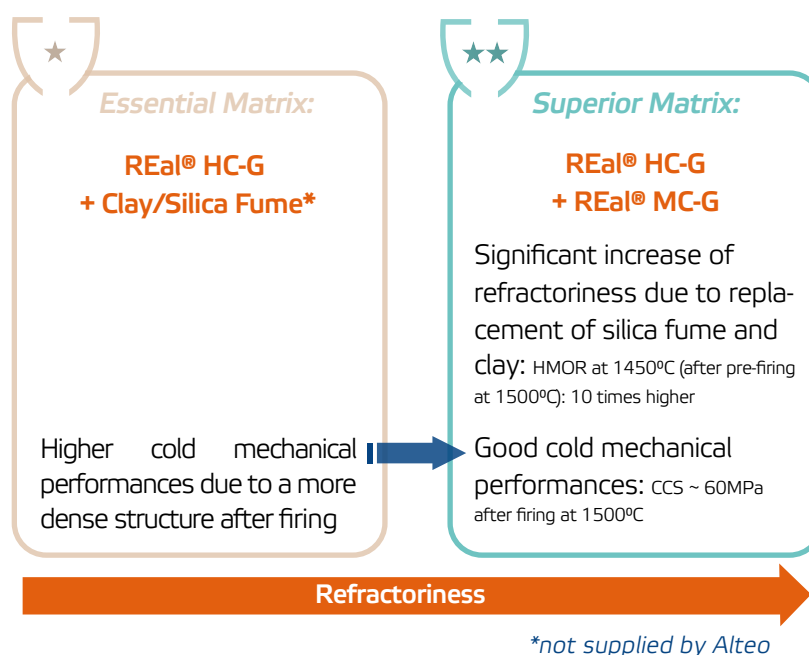 Essential Matrix:
REal® HC-G
+ Clay/Silica Fume*
Higher cold mechanical
performances due to a more
dense structure after firing
Superior Matrix:
REal® HC-G
+ REal® MC-G
Significant increase of
refractoriness due to repla-
cement of silica fume and
clay: HMOR at 1450ºC (after pre-firing
at 1500ºC): 10 times higher
Good cold mechanical
performances: CCS ~ 60MPa
after firing at 1500ºC
Refractoriness
*not supplied by Alteo